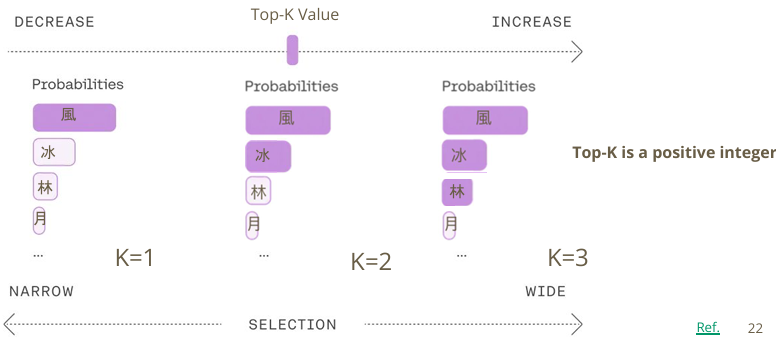 Top-K Value
DECREASE
INCREASE
Probabilities
風
冰
林
月
...
K=1
Probabilities
風
冰
林
月
...
K=2
Probabilities
風
冰
林
月
...
K=3
Top-K is a positive integer
NARROW
WIDE
SELECTION
Ref.
22